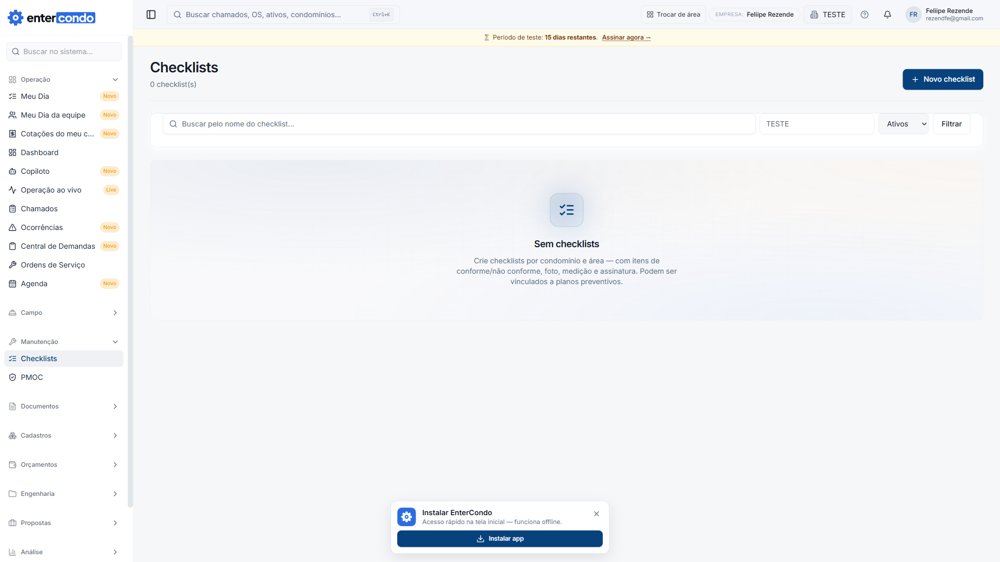 entercondo
Buscar chamados, OS, ativos, condomínios...
Ctrl+K
Trocar de área
EMPRESA: Feliipe Rezende
TESTE
FR
Feliipe Rezende
rezendfe@gmail.com
⏳ Período de teste: 15 dias restantes. Assinar agora →
Buscar no sistema...
Operação
Meu Dia Novo
Meu Dia da equipe Novo
Cotações do meu c... Novo
Dashboard
Copiloto Novo
Operação ao vivo Live
Chamados
Ocorrências Novo
Central de Demandas Novo
Ordens de Serviço
Agenda Novo
Campo
Manutenção
Checklists
PMOC
Documentos
Cadastros
Orçamentos
Engenharia
Propostas
Análise
Checklists
0 checklist(s)
+ Novo checklist
Buscar pelo nome do checklist...
TESTE
Ativos
Filtrar
Sem checklists
Crie checklists por condomínio e área — com itens de
conforme/não conforme, foto, medição e assinatura. Podem ser
vinculados a planos preventivos.
Instalar EnterCondo
Acesso rápido na tela inicial — funciona offline.
Instalar app